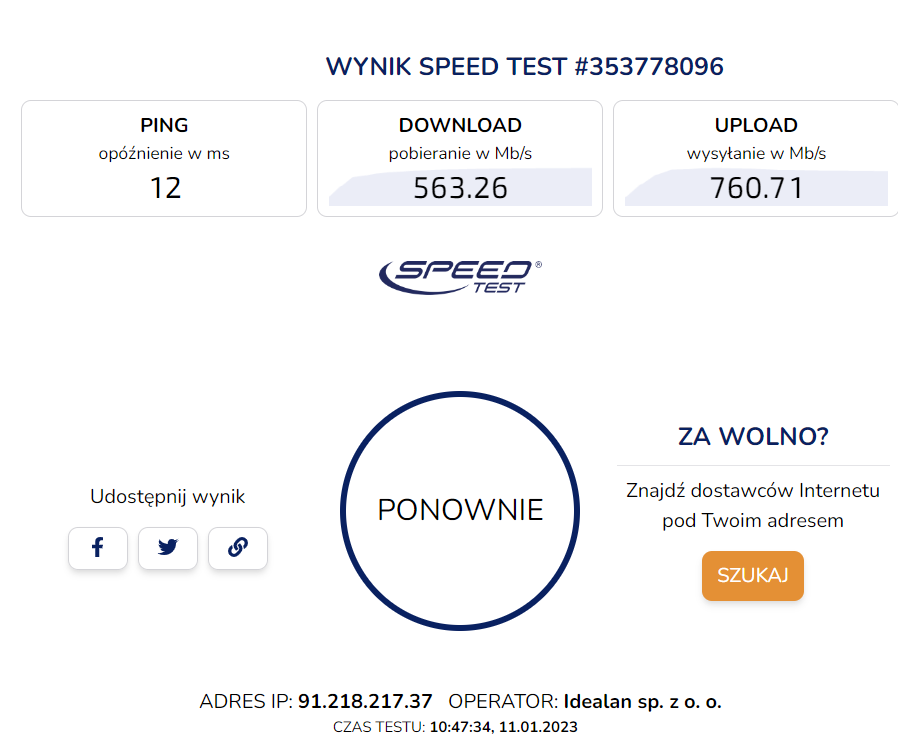 WYNIK SPEED TEST #353778096
PING
opóźnienie w ms
12
DOWNLOAD
pobieranie w Mb/s
563.26
UPLOAD
wysyłanie w Mb/s
760.71
SPEED®
TEST
Udostępnij wynik
PONOWNIE
ZA WOLNO?
Znajdź dostawców Internetu
pod Twoim adresem
SZUKAJ
ADRES IP: 91.218.217.37 OPERATOR: Idealan sp. z o. o.
CZAS TESTU: 10:47:34, 11.01.2023